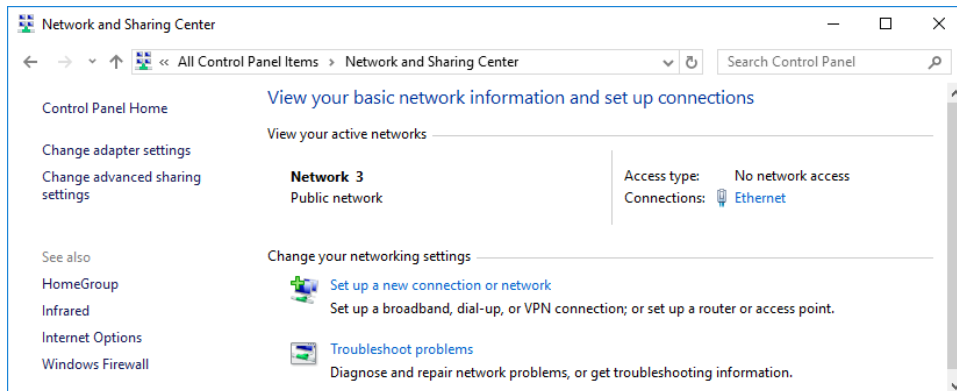 Network and Sharing Center
« All Control Panel Items › Network and Sharing Center
Search Control Panel
Control Panel Home
Change adapter settings
Change advanced sharing
settings
See also
HomeGroup
Infrared
Internet Options
Windows Firewall
View your basic network information and set up connections
View your active networks
Network 3
Public network
Access type: No network access
Connections: Ethernet
Change your networking settings
Set up a new connection or network
Set up a broadband, dial-up, or VPN connection; or set up a router or access point.
Troubleshoot problems
Diagnose and repair network problems, or get troubleshooting information.